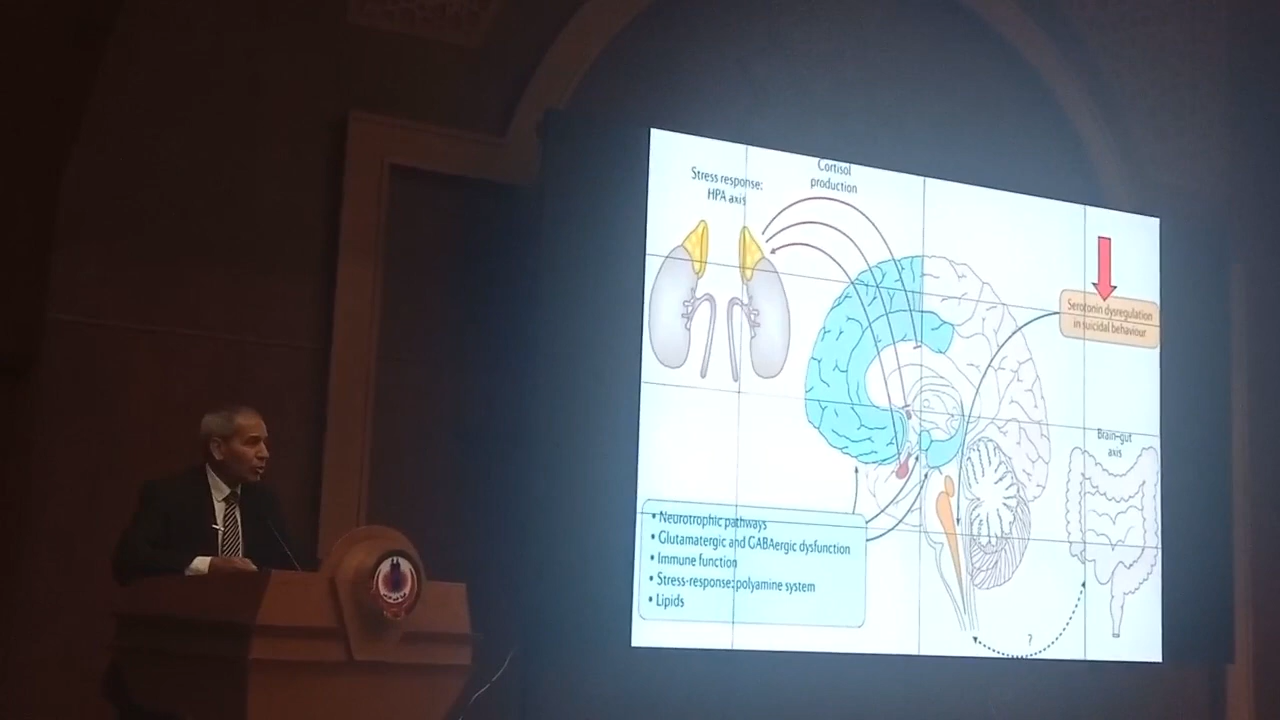 Stress response:
HPA axis
Cortisol
production
Serotonin dysregulation
in suicidal behaviour
Brain–gut
axis
• Neurotrophic pathways
• Glutamatergic and GABAergic dysfunction
• Immune function
• Stress-response: polyamine system
• Lipids
?